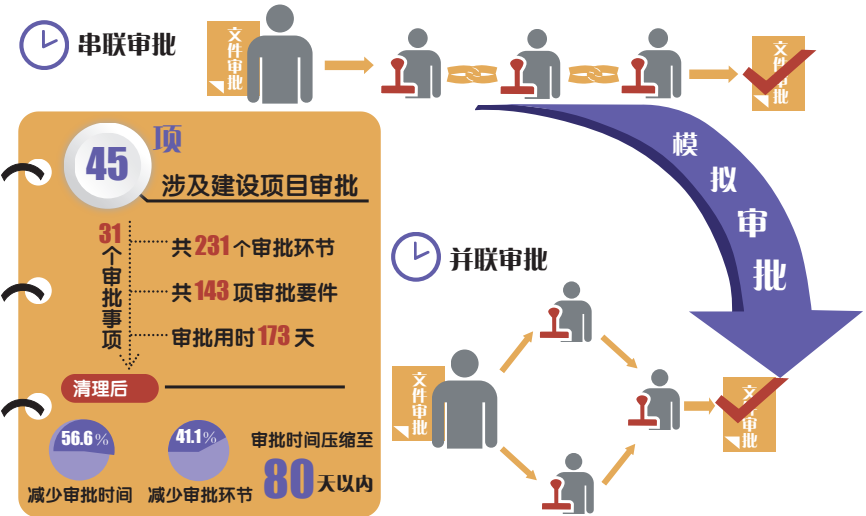 串联审批
文件审批
文件审批
模拟审批
45
项
涉及建设项目审批
31个审批事项
共231个审批环节
共143项审批要件
审批用时173天
清理后
56.6%
减少审批时间
41.1%
减少审批环节
审批时间压缩至
80天以内
并联审批
文件审批
文件审批